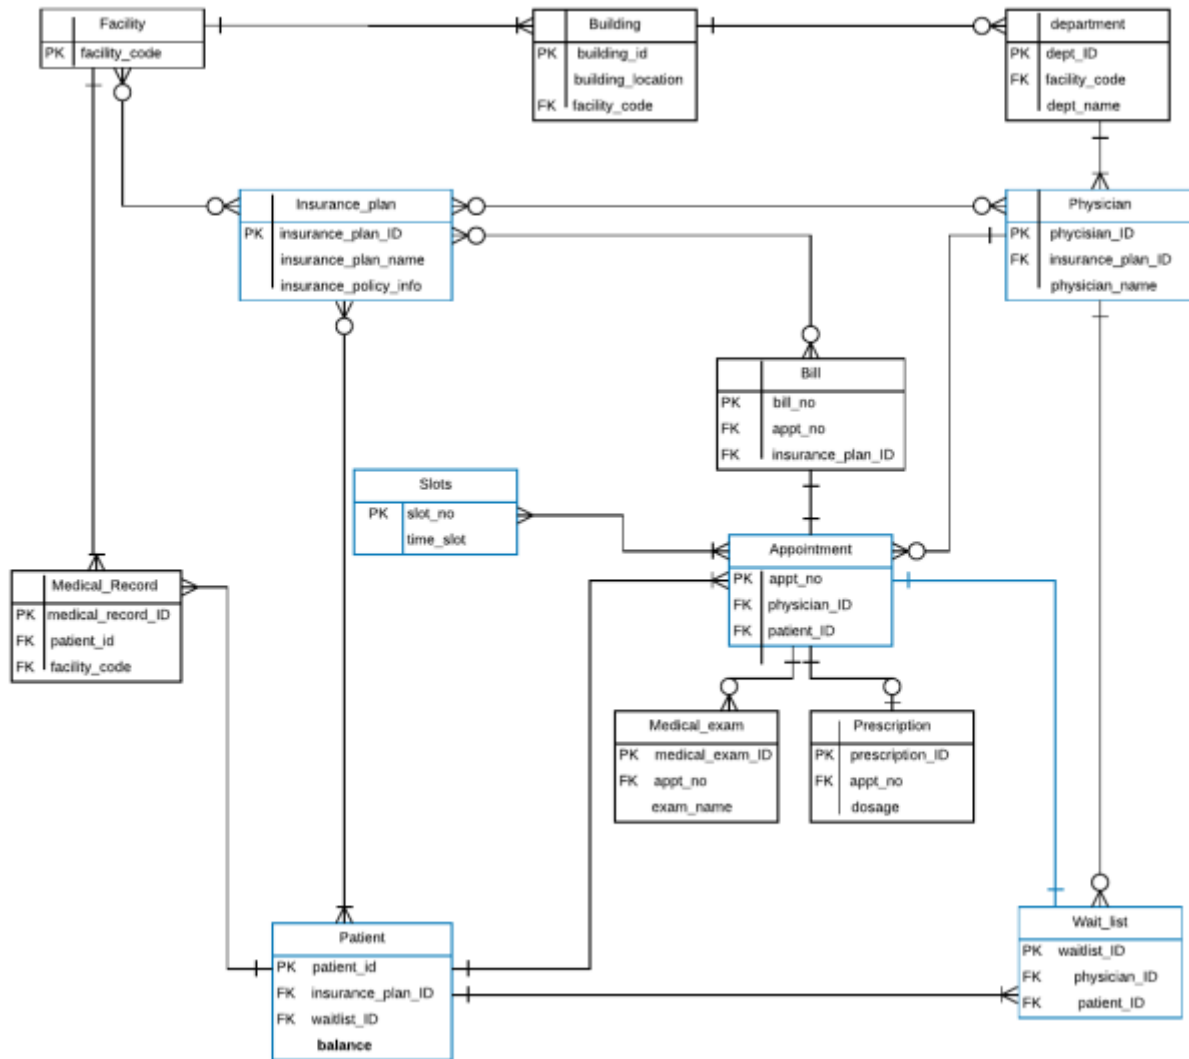 Facility
PK facility_code
Building
PK building_id
building_location
FK facility_code
department
PK dept_ID
FK facility_code
dept_name
Insurance_plan
PK insurance_plan_ID
insurance_plan_name
insurance_policy_info
Physician
PK phycisian_ID
FK insurance_plan_ID
physician_name
Bill
PK bill_no
FK appt_no
FK insurance_plan_ID
Slots
PK slot_no
time_slot
Appointment
PK appt_no
FK physician_ID
FK patient_ID
Medical_Record
PK medical_record_ID
FK patient_id
FK facility_code
Medical_exam
PK medical_exam_ID
FK appt_no
exam_name
Prescription
PK prescription_ID
FK appt_no
dosage
Patient
PK patient_id
FK insurance_plan_ID
FK waitlist_ID
balance
Wait_list
PK waitlist_ID
FK physician_ID
FK patient_ID